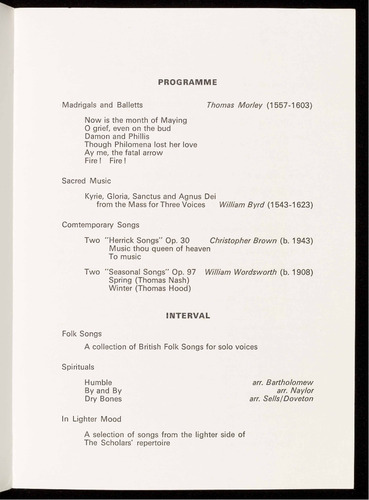 PROGRAMME
Madrigals and Balletts Thomas Morley (1557-1603)
Now is the month of Maying
O grief, even on the bud
Damon and Phillis
Though Philomena lost her love
Ay me, the fatal arrow
Fire! Fire!
Sacred Music
Kyrie, Gloria, Sanctus and Agnus Dei
from the Mass for Three Voices William Byrd (1543-1623)
Comtemporary Songs
Two "Herrick Songs" Op. 30 Christopher Brown (b. 1943)
Music thou queen of heaven
To music
Two "Seasonal Songs" Op. 97 William Wordsworth (b. 1908)
Spring (Thomas Nash)
Winter (Thomas Hood)
INTERVAL
Folk Songs
A collection of British Folk Songs for solo voices
Spirituals
Humble arr. Bartholomew
By and By arr. Naylor
Dry Bones arr. Sells/Doveton
In Lighter Mood
A selection of songs from the lighter side of
The Scholars' repertoire